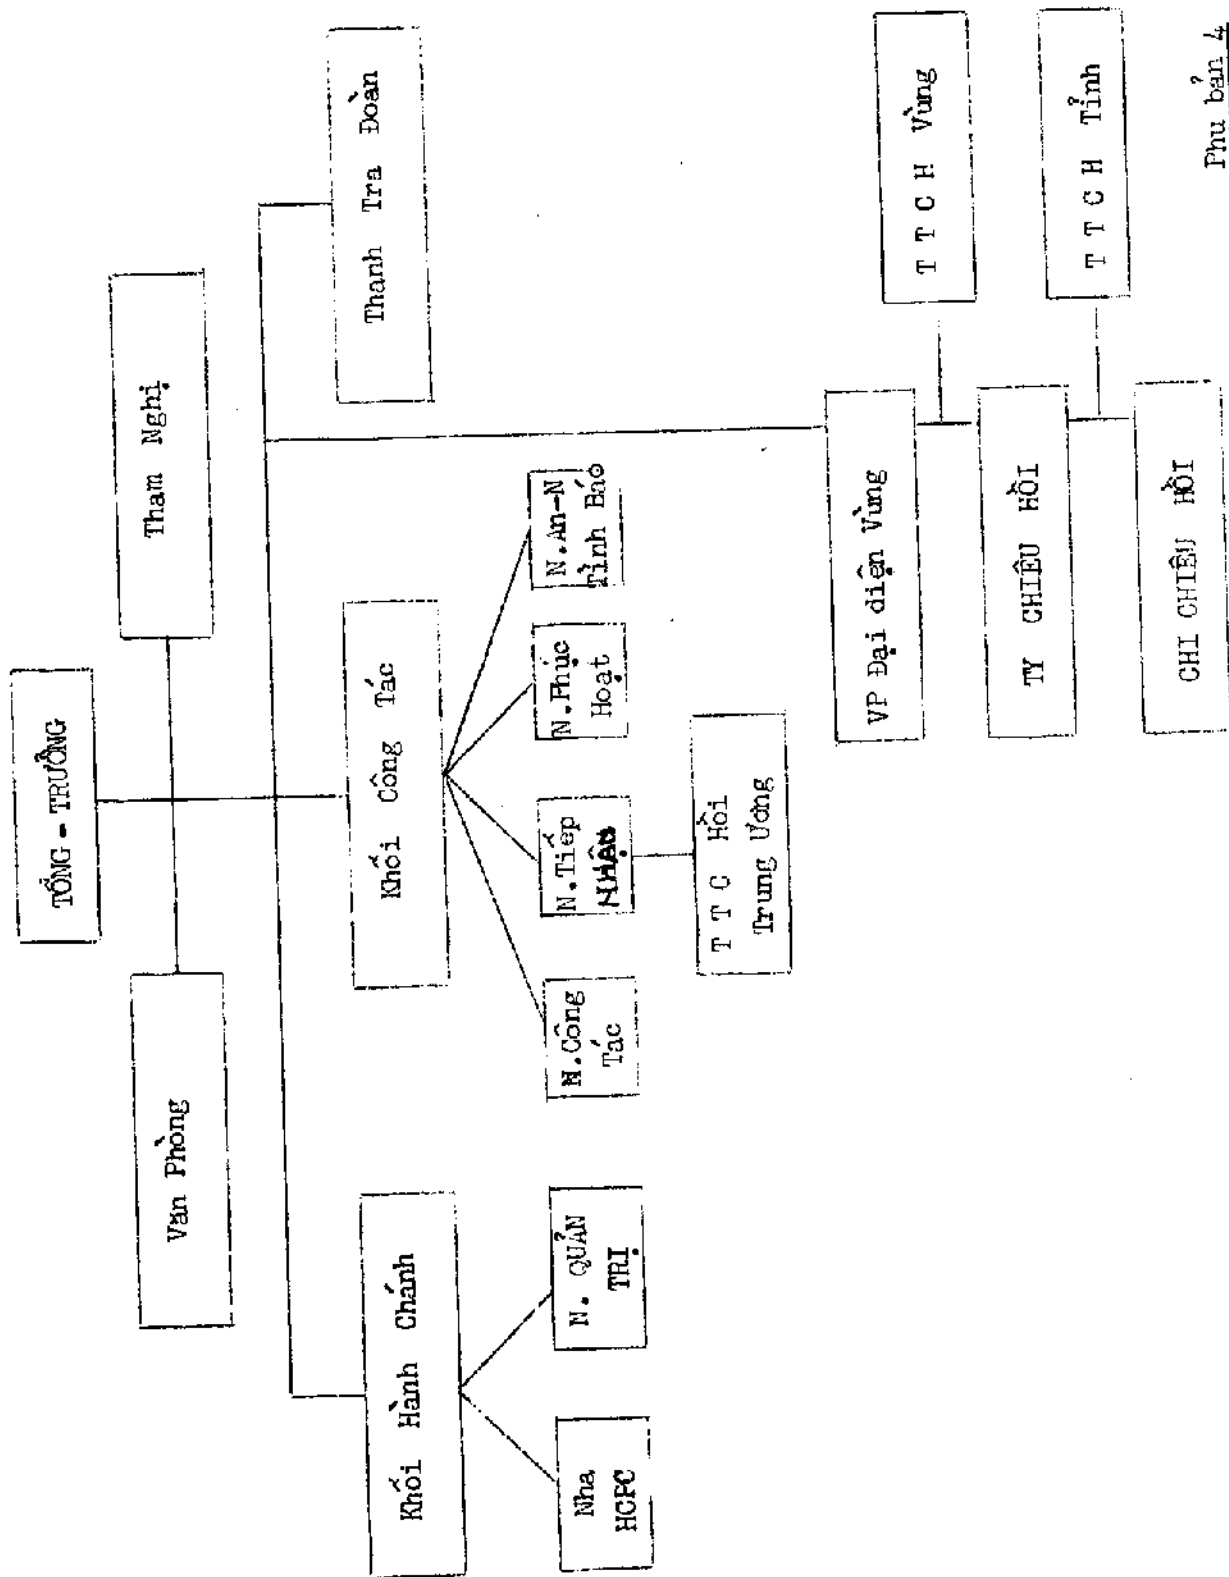 TỔNG - TRƯỞNG
Văn Phòng
Tham Nghị
Khối Hành Chánh
Khối Công Tác
Thanh Tra Đoàn
Nha
HCPC
N. QUẢN
TRỊ
N.Công
Tác
N.Tiếp
NHẬN
N.Phục
Hoạt
N.An-N
Tình Báo
T T C Hồi
Trung Ương
VP Đại diện Vùng
T T C H Vùng
TY CHIÊU HỒI
T T C H Tỉnh
CHI CHIÊU HỒI
Phu bản 4